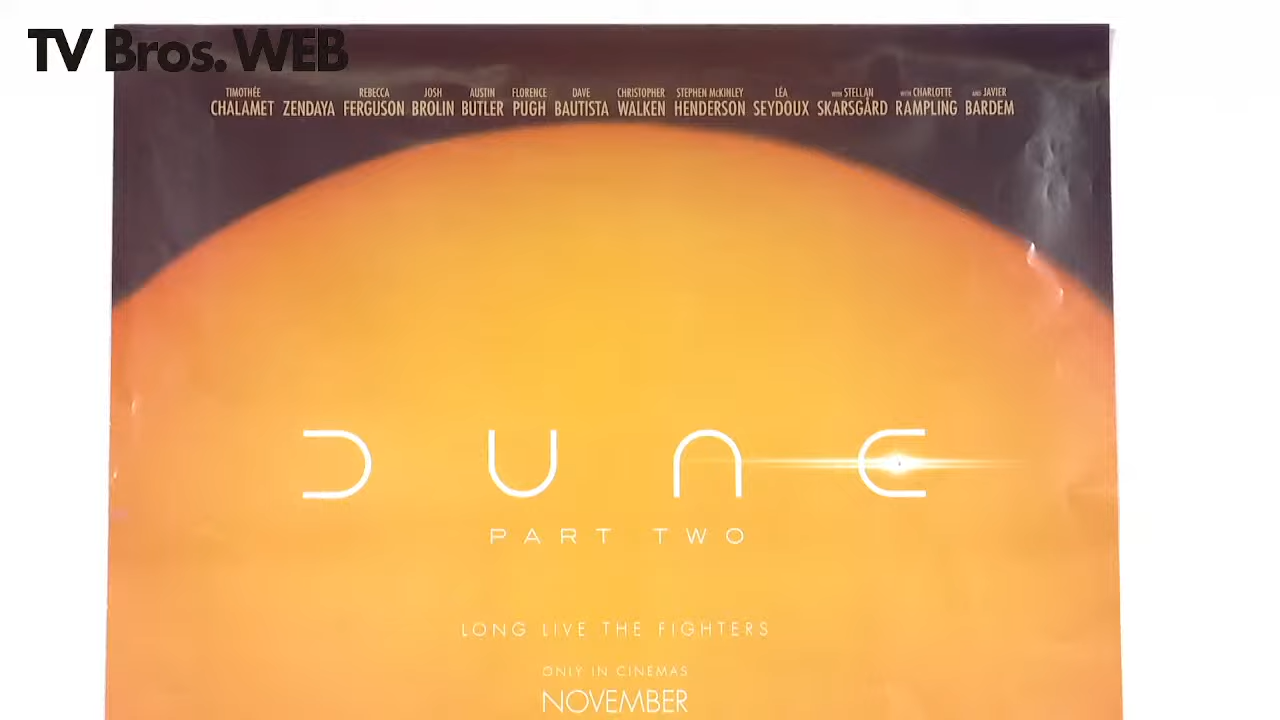 TV Bros. WEB
TIMOTHÉE CHALAMET ZENDAYA REBECCA FERGUSON JOSH BROLIN AUSTIN BUTLER FLORENCE PUGH DAVE BAUTISTA CHRISTOPHER WALKEN STEPHEN McKINLEY HENDERSON LÉA SEYDOUX WITH STELLAN SKARSGÅRD WITH CHARLOTTE RAMPLING AND JAVIER BARDEM
DUNE
PART TWO
LONG LIVE THE FIGHTERS
ONLY IN CINEMAS
NOVEMBER